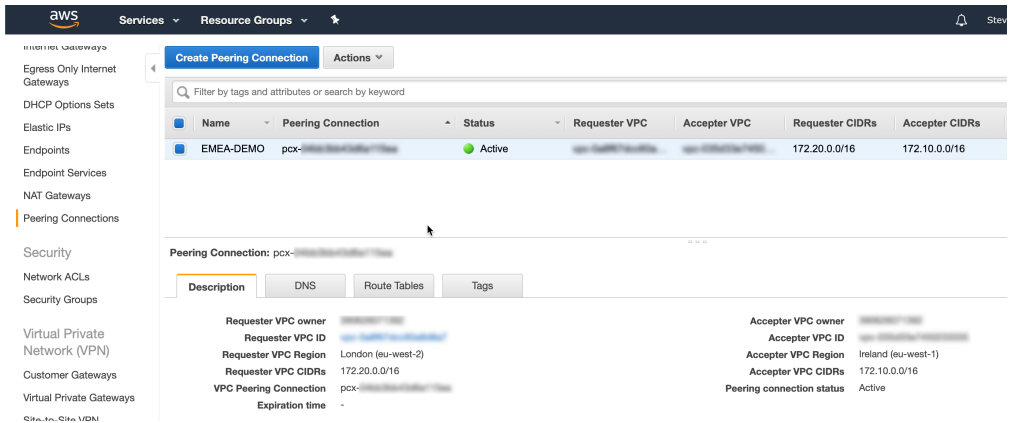 aws Services Resource Groups Stev
Internet Gateways
Egress Only Internet
Gateways
DHCP Options Sets
Elastic IPs
Endpoints
Endpoint Services
NAT Gateways
Peering Connections
Security
Network ACLs
Security Groups
Virtual Private
Network (VPN)
Customer Gateways
Virtual Private Gateways
Site-to-Site VPN
Create Peering Connection Actions
Filter by tags and attributes or search by keyword
Name Peering Connection Status Requester VPC Accepter VPC Requester CIDRs Accepter CIDRs
EMEA-DEMO pcx- Active 172.20.0.0/16 172.10.0.0/16
Peering Connection: pcx-
Description DNS Route Tables Tags
Requester VPC owner Accepter VPC owner
Requester VPC ID Accepter VPC ID
Requester VPC Region London (eu-west-2) Accepter VPC Region Ireland (eu-west-1)
Requester VPC CIDRs 172.20.0.0/16 Accepter VPC CIDRs 172.10.0.0/16
VPC Peering Connection pcx- Peering connection status Active
Expiration time -